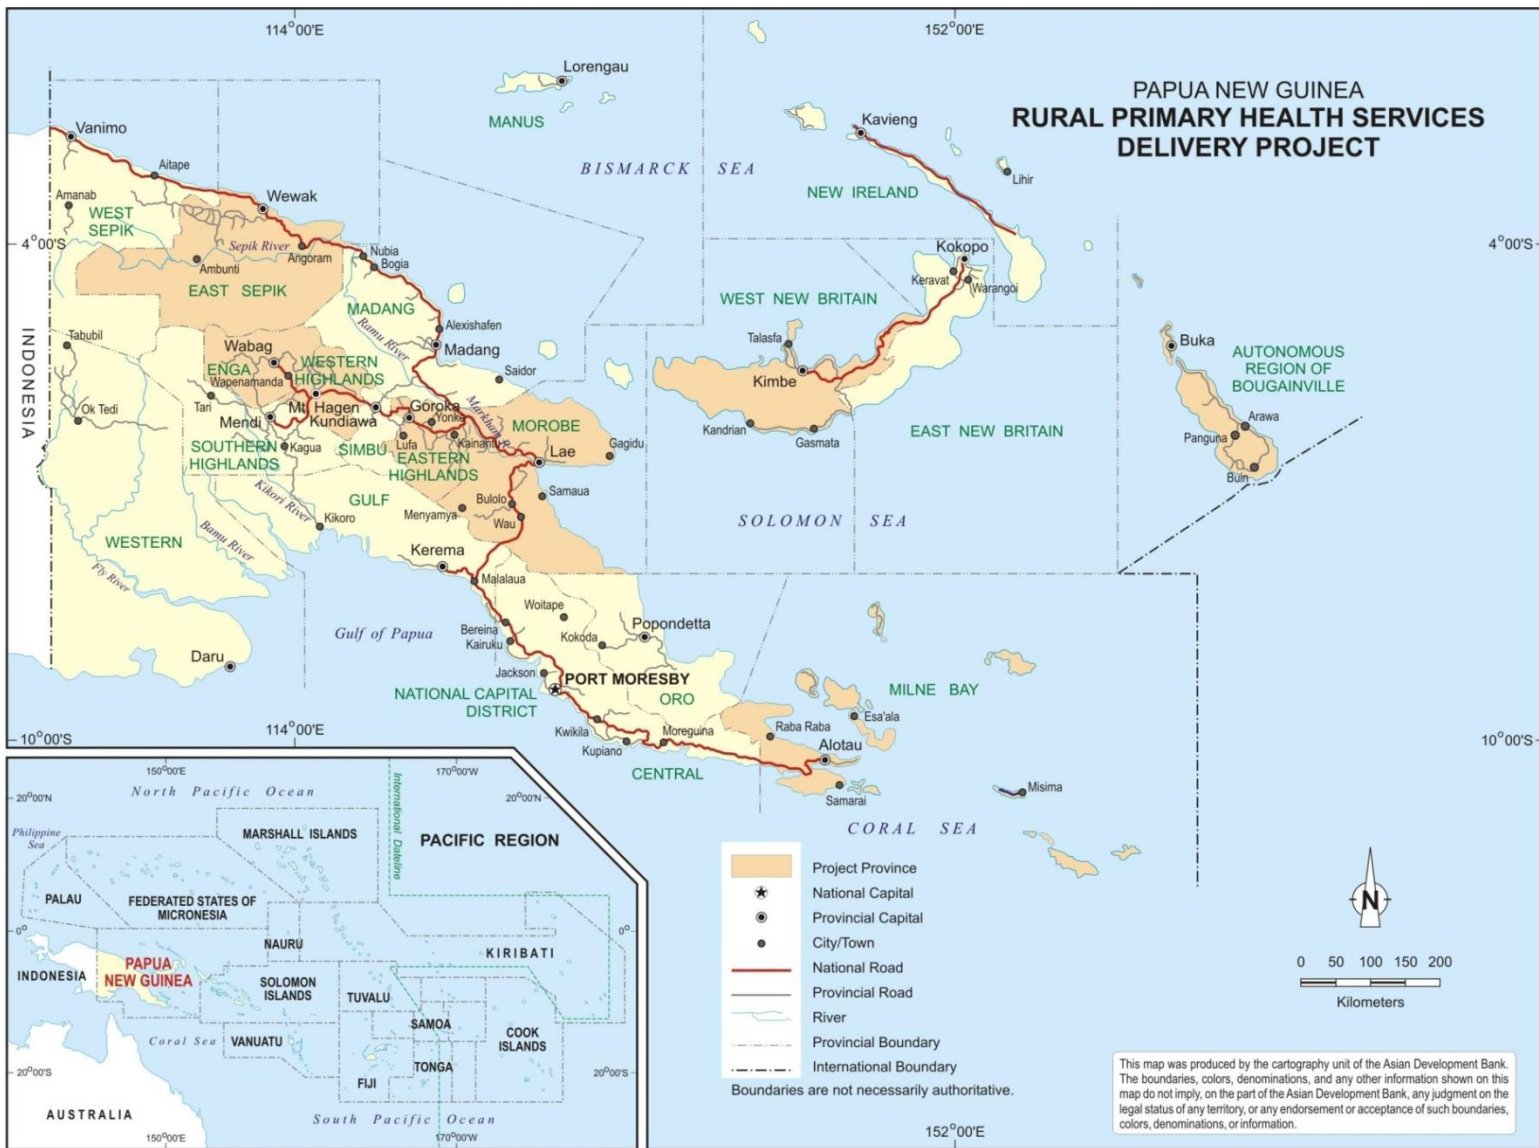 114°00'E
152°00'E
PAPUA NEW GUINEA
RURAL PRIMARY HEALTH SERVICES
DELIVERY PROJECT
Lorengau
MANUS
BISMARCK SEA
Kavieng
Lihir
NEW IRELAND
Vanimo
Aitape
Amanab
WEST
SEPIK
Wewak
4°00'S
4°00'S
Sepik River
Angoram
Ambunti
EAST SEPIK
Nubia
Bogia
MADANG
Ramu River
Alexishafen
Madang
Saidor
Kokopo
Keravat
Warangoi
WEST NEW BRITAIN
Talasfa
Kimbe
Kandrian
Gasmata
EAST NEW BRITAIN
Buka
AUTONOMOUS
REGION OF
BOUGAINVILLE
Arawa
Panguna
Buin
INDONESIA
Tabubil
Ok Tedi
Wabag
ENGA
Wapenamanda
WESTERN
HIGHLANDS
Tari
Mt. Hagen
Mendi
Kundiawa
Goroka
Yonke
Markham R.
MOROBE
Lufa
Kainantu
Gagidu
SOUTHERN
HIGHLANDS
Kagua
SIMBU
EASTERN
HIGHLANDS
Lae
Samaua
Bulolo
Menyamya
Wau
GULF
Kikori River
Kikoro
Bamu River
WESTERN
Fly River
Kerema
Malalaua
SOLOMON SEA
Gulf of Papua
Daru
Woitape
Bereina
Kairuku
Kokoda
Popondetta
Jackson
PORT MORESBY
NATIONAL CAPITAL
DISTRICT
ORO
MILNE BAY
Esa'ala
Raba Raba
Kwikila
Kupiano
Moreguina
Alotau
CENTRAL
Samarai
Misima
CORAL SEA
10°00'S
114°00'E
10°00'S
150°00'E
170°00'W
20°00'N
20°00'N
North Pacific Ocean
International Dateline
Philippine
Sea
MARSHALL ISLANDS
PACIFIC REGION
PALAU
FEDERATED STATES OF
MICRONESIA
0°
0°
NAURU
KIRIBATI
INDONESIA
PAPUA
NEW GUINEA
SOLOMON
ISLANDS
TUVALU
SAMOA
COOK
ISLANDS
Coral Sea
VANUATU
TONGA
FIJI
20°00'S
20°00'S
AUSTRALIA
South Pacific Ocean
150°00'E
170°00'W
Project Province
National Capital
Provincial Capital
City/Town
National Road
Provincial Road
River
Provincial Boundary
International Boundary
Boundaries are not necessarily authoritative.
152°00'E
N
0 50 100 150 200
Kilometers
This map was produced by the cartography unit of the Asian Development Bank.
The boundaries, colors, denominations, and any other information shown on this
map do not imply, on the part of the Asian Development Bank, any judgment on the
legal status of any territory, or any endorsement or acceptance of such boundaries,
colors, denominations, or information.